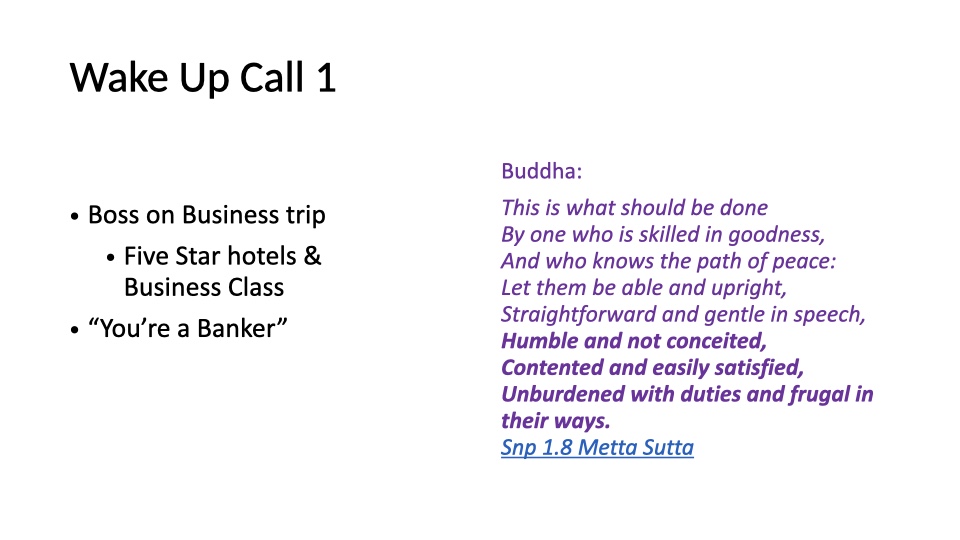 Wake Up Call 1
• Boss on Business trip
• Five Star hotels &
Business Class
• “You’re a Banker”
Buddha:
This is what should be done
By one who is skilled in goodness,
And who knows the path of peace:
Let them be able and upright,
Straightforward and gentle in speech,
Humble and not conceited,
Contented and easily satisfied,
Unburdened with duties and frugal in
their ways.
Snp 1.8 Metta Sutta